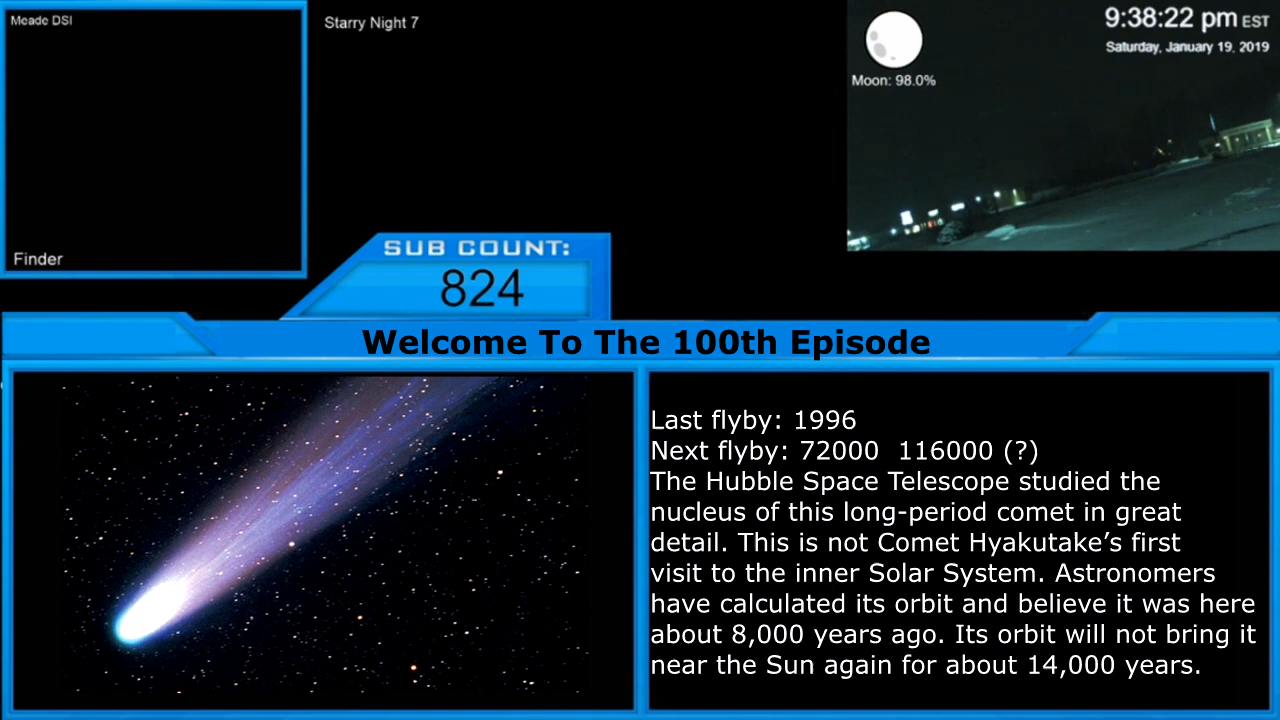 Meade DSI
Finder
Starry Night 7
Moon: 98.0%
9:38:22 pm EST
Saturday, January 19, 2019
SUB COUNT:
824
Welcome To The 100th Episode
Last flyby: 1996
Next flyby: 72000  116000 (?)
The Hubble Space Telescope studied the
nucleus of this long-period comet in great
detail. This is not Comet Hyakutake’s first
visit to the inner Solar System. Astronomers
have calculated its orbit and believe it was here
about 8,000 years ago. Its orbit will not bring it
near the Sun again for about 14,000 years.